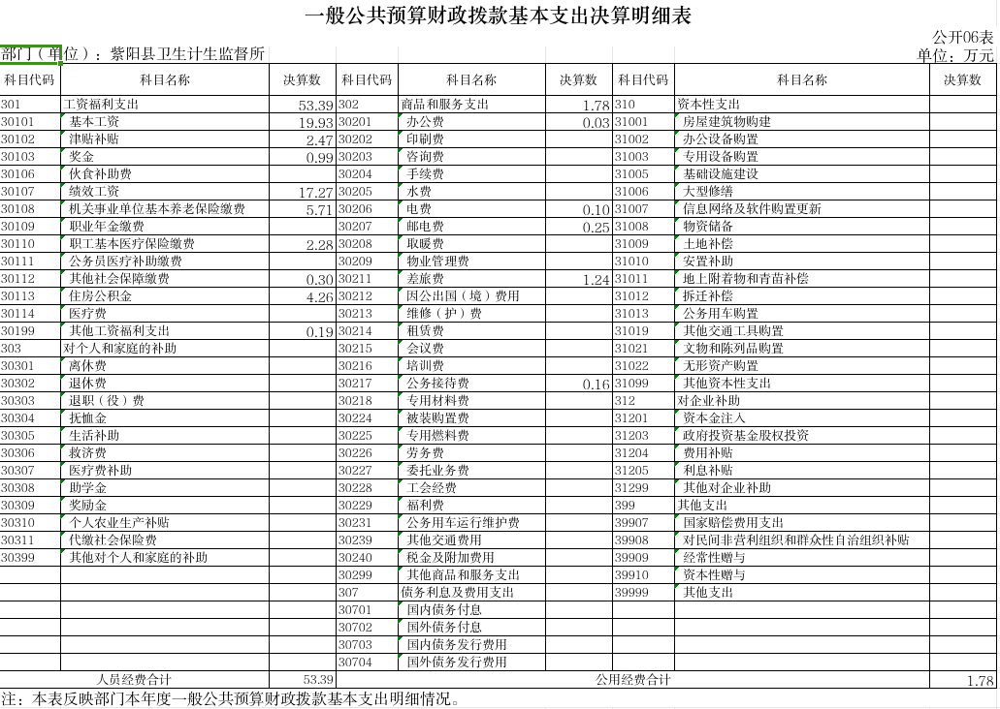 一般公共预算财政拨款基本支出决算明细表
公开06表
部门（单位）：紫阳县卫生计生监督所 单位：万元
科目代码 科目名称 决算数 科目代码 科目名称 决算数 科目代码 科目名称 决算数
301 工资福利支出 53.39 302 商品和服务支出 1.78 310 资本性支出
30101 基本工资 19.93 30201 办公费 0.03 31001 房屋建筑物购建
30102 津贴补贴 2.47 30202 印刷费 31002 办公设备购置
30103 奖金 0.99 30203 咨询费 31003 专用设备购置
30106 伙食补助费 30204 手续费 31005 基础设施建设
30107 绩效工资 17.27 30205 水费 31006 大型修缮
30108 机关事业单位基本养老保险缴费 5.71 30206 电费 0.10 31007 信息网络及软件购置更新
30109 职业年金缴费 30207 邮电费 0.25 31008 物资储备
30110 职工基本医疗保险缴费 2.28 30208 取暖费 31009 土地补偿
30111 公务员医疗补助缴费 30209 物业管理费 31010 安置补助
30112 其他社会保障缴费 0.30 30211 差旅费 1.24 31011 地上附着物和青苗补偿
30113 住房公积金 4.26 30212 因公出国（境）费用 31012 拆迁补偿
30114 医疗费 30213 维修（护）费 31013 公务用车购置
30199 其他工资福利支出 0.19 30214 租赁费 31019 其他交通工具购置
303 对个人和家庭的补助 30215 会议费 31021 文物和陈列品购置
30301 离休费 30216 培训费 31022 无形资产购置
30302 退休费 30217 公务接待费 0.16 31099 其他资本性支出
30303 退职（役）费 30218 专用材料费 312 对企业补助
30304 抚恤金 30224 被装购置费 31201 资本金注入
30305 生活补助 30225 专用燃料费 31203 政府投资基金股权投资
30306 救济费 30226 劳务费 31204 费用补贴
30307 医疗费补助 30227 委托业务费 31205 利息补贴
30308 助学金 30228 工会经费 31299 其他对企业补助
30309 奖励金 30229 福利费 399 其他支出
30310 个人农业生产补贴 30231 公务用车运行维护费 39907 国家赔偿费用支出
30311 代缴社会保险费 30239 其他交通费用 39908 对民间非营利组织和群众性自治组织补贴
30399 其他对个人和家庭的补助 30240 税金及附加费用 39909 经常性赠与
30299 其他商品和服务支出 39910 资本性赠与
307 债务利息及费用支出 39999 其他支出
30701 国内债务付息
30702 国外债务付息
30703 国内债务发行费用
30704 国外债务发行费用
人员经费合计 53.39 公用经费合计 1.78
注：本表反映部门本年度一般公共预算财政拨款基本支出明细情况。